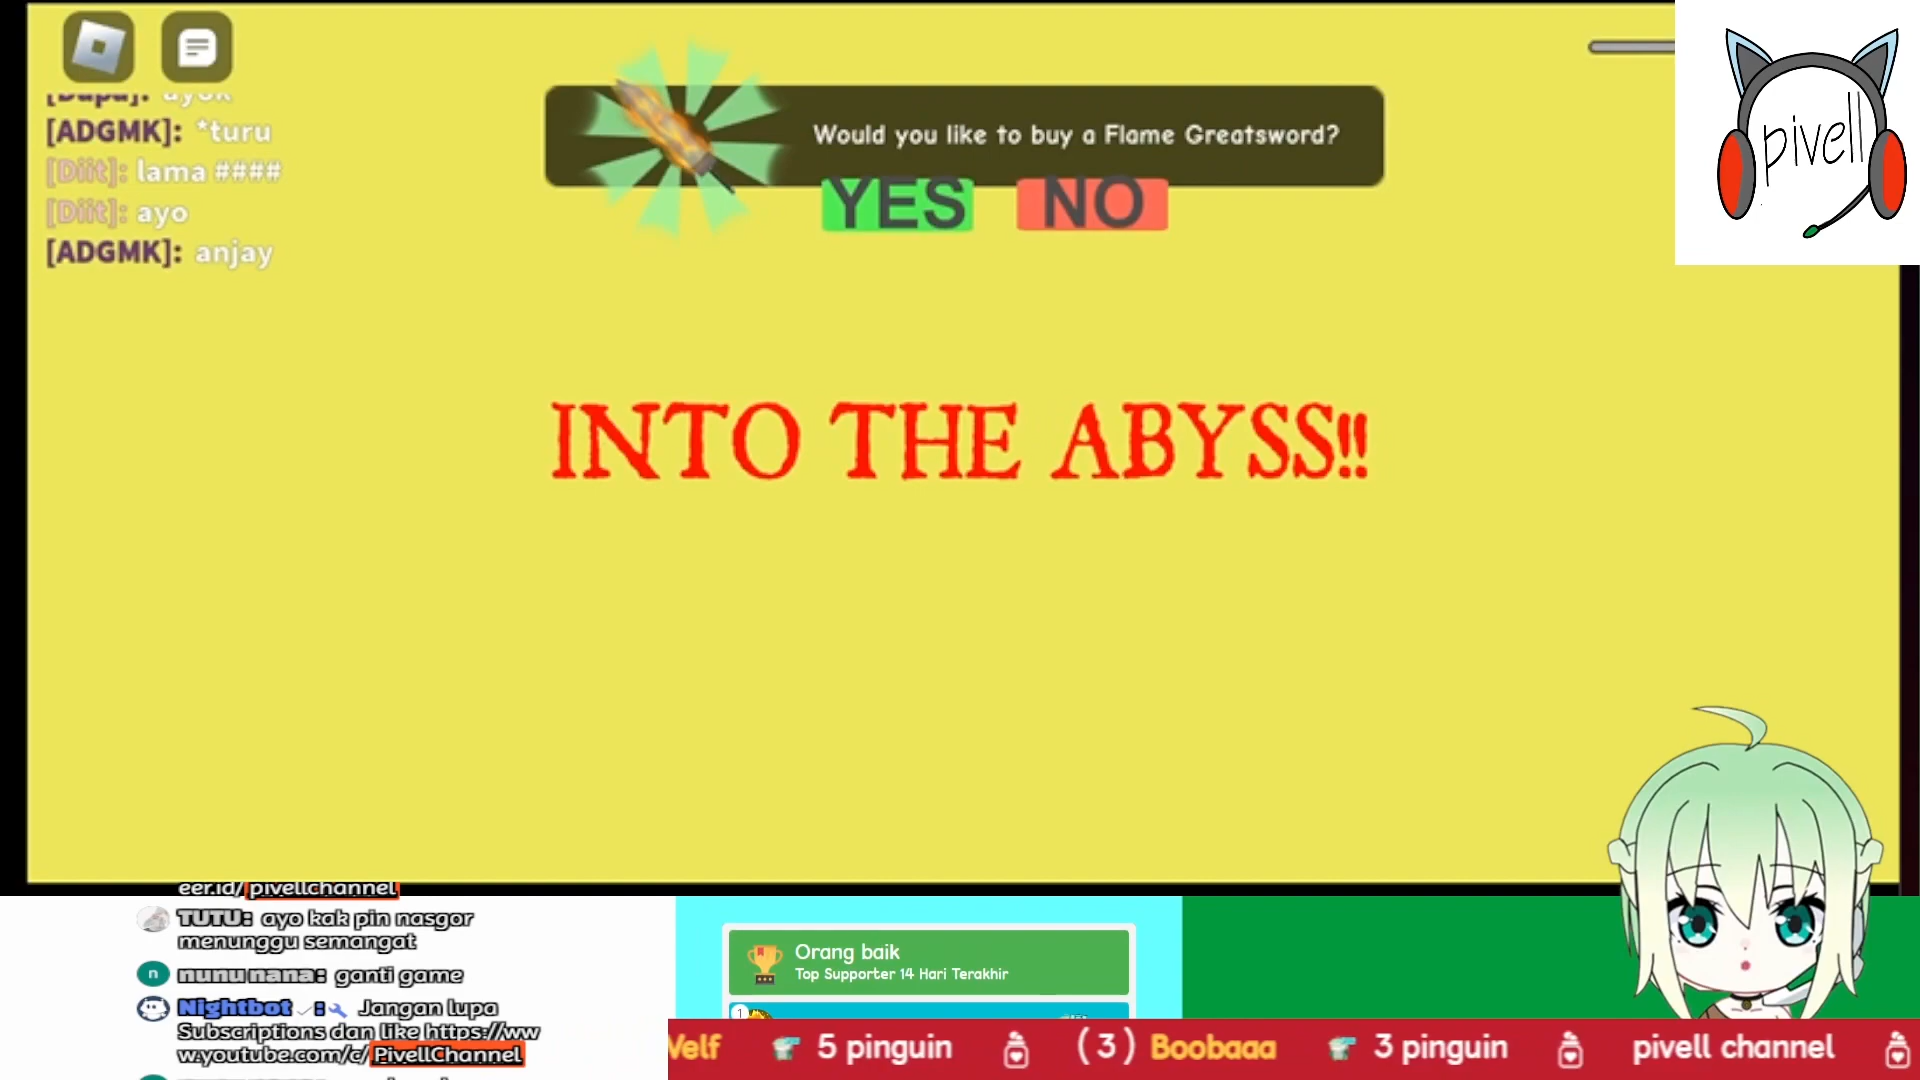 [Dapa]: ayok
[ADGMK]: *turu
[Diit]: lama ####
[Diit]: ayo
[ADGMK]: anjay
Would you like to buy a Flame Greatsword?
YES NO
pivell
INTO THE ABYSS!!
eer.id/pivellchannel
TUTU: ayo kak pin nasgor
menunggu semangat
n nunu nana: ganti game
Nightbot: Jangan lupa
Subscriptions dan like https://ww
w.youtube.com/c/PivellChannel
Orang baik
Top Supporter 14 Hari Terakhir
1
Velf 5 pinguin (3) Boobaaa 3 pinguin pivell channel